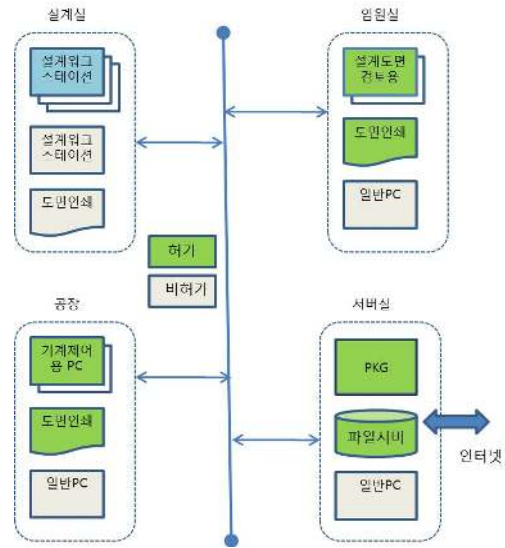 설계실
설계워크
스테이션
설계워크
스테이션
도면인쇄
임원실
설계도면
검토용
도면인쇄
일반PC
허가
비허가
공장
기계제어
용 PC
도면인쇄
일반PC
서버실
PKG
파일서버
일반PC
인터넷